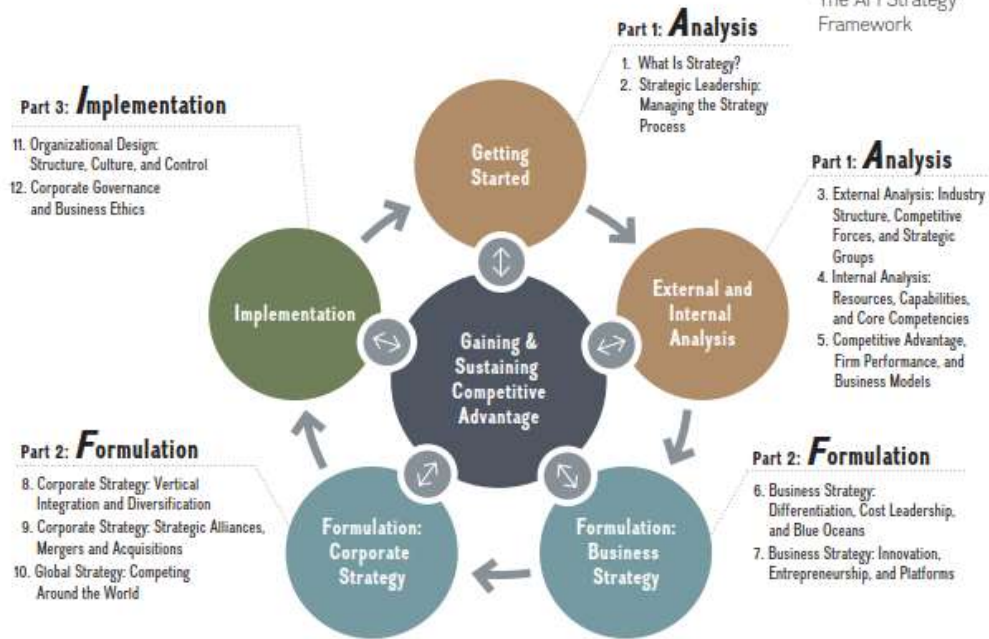 The AFI Strategy
Framework
Part 1: Analysis
1. What Is Strategy?
2. Strategic Leadership:
Managing the Strategy
Process
Part 3: Implementation
11. Organizational Design:
Structure, Culture, and Control
12. Corporate Governance
and Business Ethics
Getting
Started
Part 1: Analysis
3. External Analysis: Industry
Structure, Competitive
Forces, and Strategic
Groups
4. Internal Analysis:
Resources, Capabilities,
and Core Competencies
5. Competitive Advantage,
Firm Performance, and
Business Models
External and
Internal
Analysis
Implementation
Gaining &
Sustaining
Competitive
Advantage
Part 2: Formulation
8. Corporate Strategy: Vertical
Integration and Diversification
9. Corporate Strategy: Strategic Alliances,
Mergers and Acquisitions
10. Global Strategy: Competing
Around the World
Formulation:
Corporate
Strategy
Formulation:
Business
Strategy
Part 2: Formulation
6. Business Strategy:
Differentiation, Cost Leadership,
and Blue Oceans
7. Business Strategy: Innovation,
Entrepreneurship, and Platforms